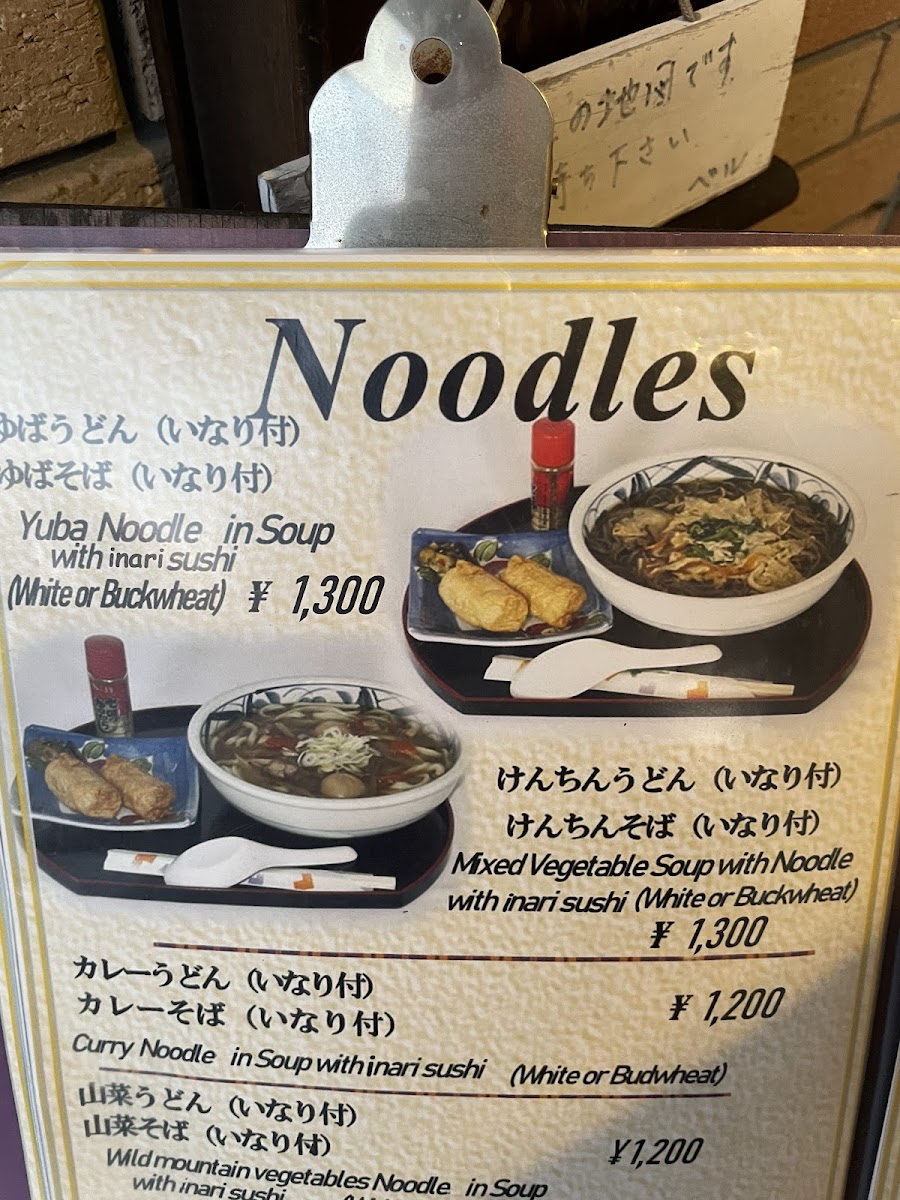 の地図です
待ち下さい
ベル
Noodles
ゆばうどん（いなり付）
ゆばそば（いなり付）
Yuba Noodle in Soup
with inari sushi
(White or Buckwheat) ¥ 1,300
けんちんうどん（いなり付）
けんちんそば（いなり付）
Mixed Vegetable Soup with Noodle
with inari sushi (White or Buckwheat)
¥ 1,300
カレーうどん（いなり付）
カレーそば（いなり付）
¥ 1,200
Curry Noodle in Soup with inari sushi (White or Budwheat)
山菜うどん（いなり付）
山菜そば（いなり付）
¥1,200
Wild mountain vegetables Noodle in Soup
with inari sushi